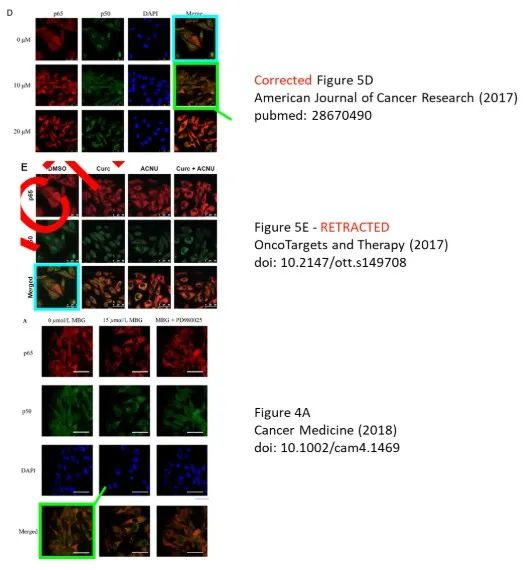 D
p65 p50 DAPI Merge
0 µM
10 µM
20 µM
Corrected Figure 5D
American Journal of Cancer Research (2017)
pubmed: 28670490
E
DMSO Curc ACNU Curc + ACNU
p65
Merged
Figure 5E - RETRACTED
OncoTargets and Therapy (2017)
doi: 10.2147/ott.s149708
A 0 µmol/L MBG 15 µmol/L MBG MBG + PD980025
p65
p50
DAPI
Merged
Figure 4A
Cancer Medicine (2018)
doi: 10.1002/cam4.1469